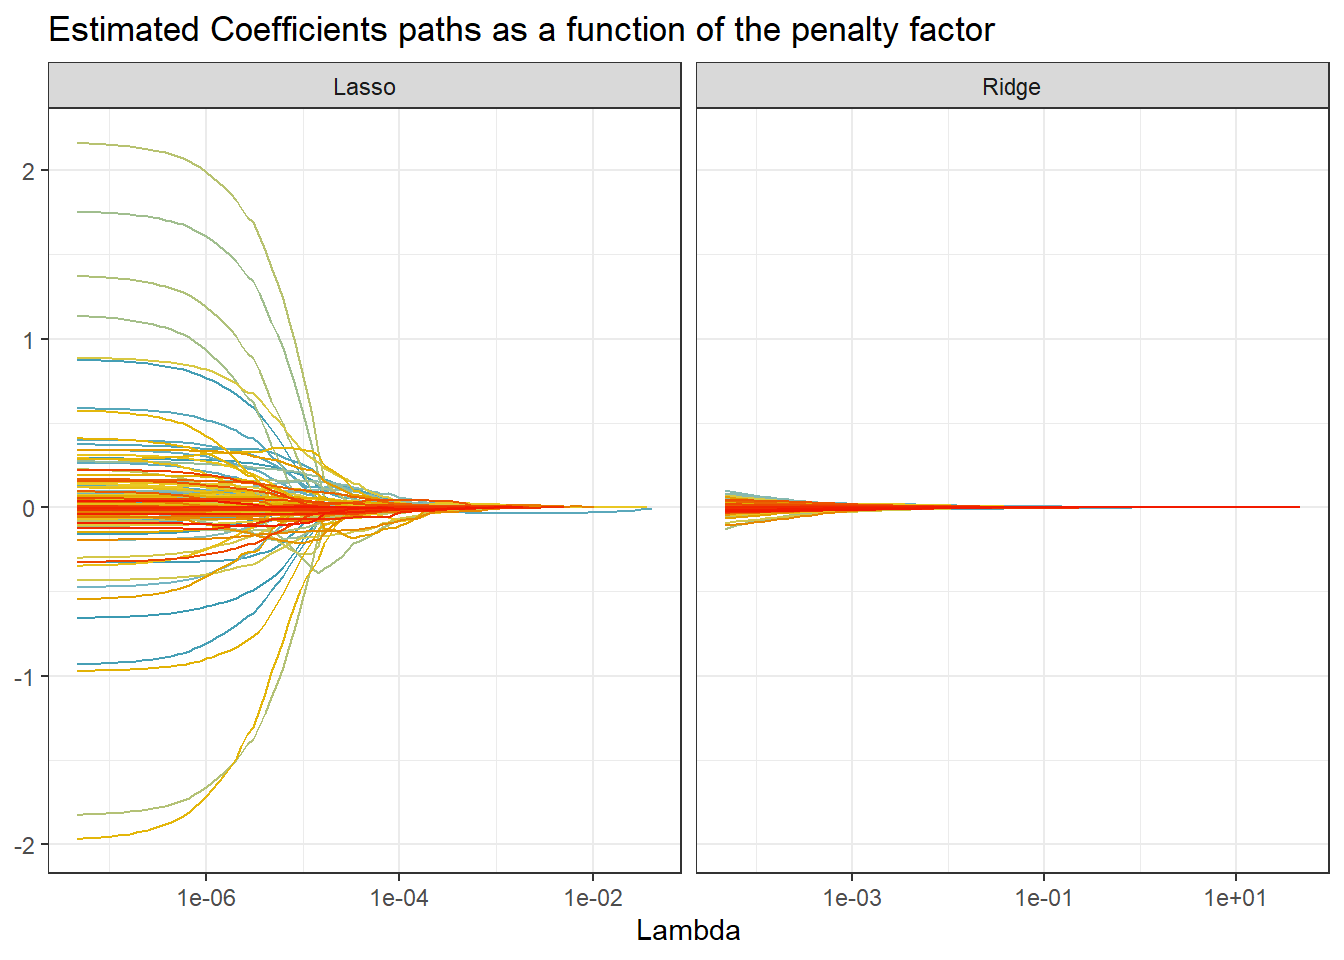 Estimated Coefficients paths as a function of the penalty factor
Lasso
Ridge
2
1
0
-1
-2
1e-06
1e-04
1e-02
1e-03
1e-01
1e+01
Lambda